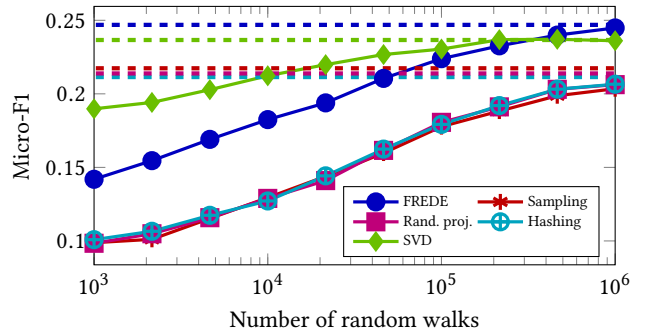 0.25
0.2
0.15
0.1
Micro-F1
FREDE
Sampling
Rand. proj.
Hashing
SVD
10^3
10^4
10^5
10^6
Number of random walks